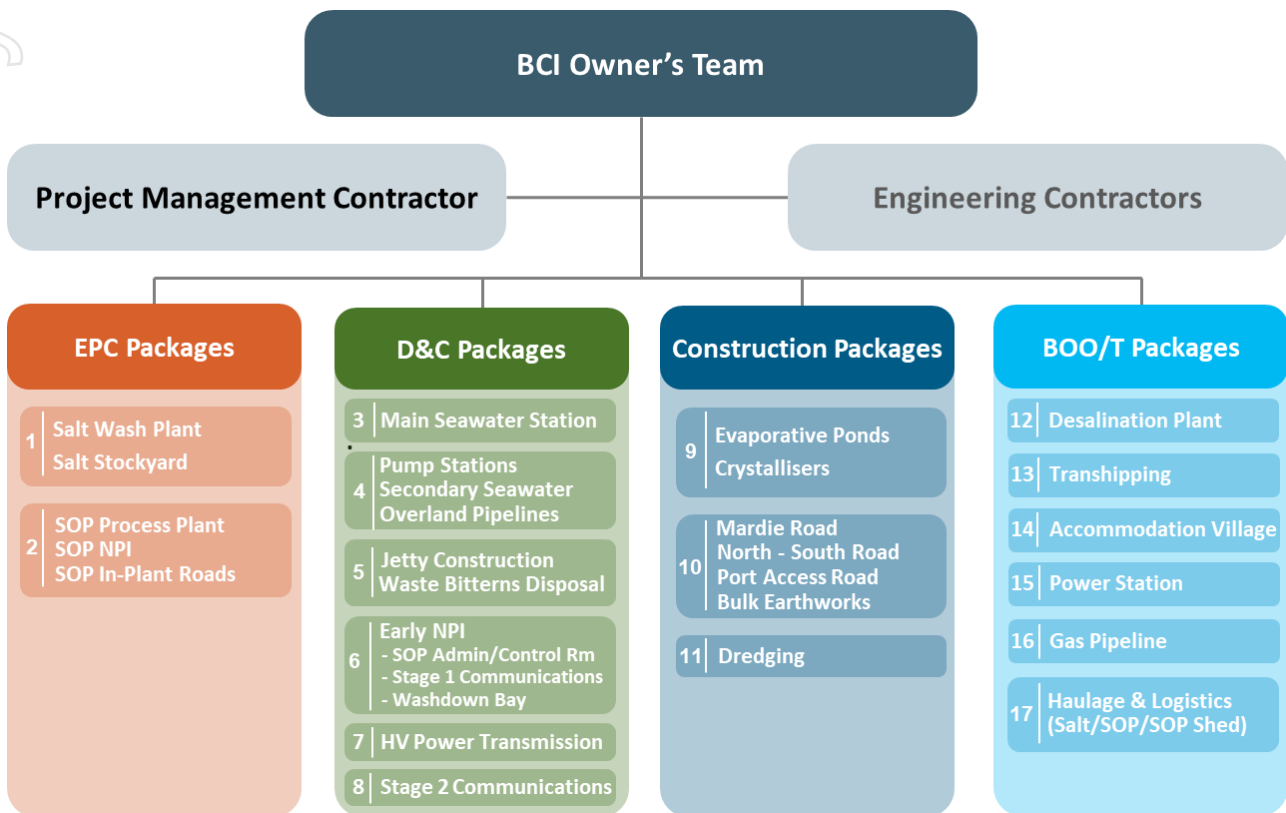 BCI Owner's Team
Project Management Contractor
Engineering Contractors
EPC Packages
1
Salt Wash Plant
Salt Stockyard
2
SOP Process Plant
SOP NPI
SOP In-Plant Roads
D&C Packages
3 Main Seawater Station
4
Pump Stations
Secondary Seawater
Overland Pipelines
5
Jetty Construction
Waste Bitterns Disposal
6
Early NPI
- SOP Admin/Control Rm
- Stage 1 Communications
- Washdown Bay
7 HV Power Transmission
8 Stage 2 Communications
Construction Packages
9
Evaporative Ponds
Crystallisers
10
Mardie Road
North - South Road
Port Access Road
Bulk Earthworks
11 Dredging
BOO/T Packages
12 Desalination Plant
13 Transhipping
14 Accommodation Village
15 Power Station
16 Gas Pipeline
17
Haulage & Logistics
(Salt/SOP/SOP Shed)